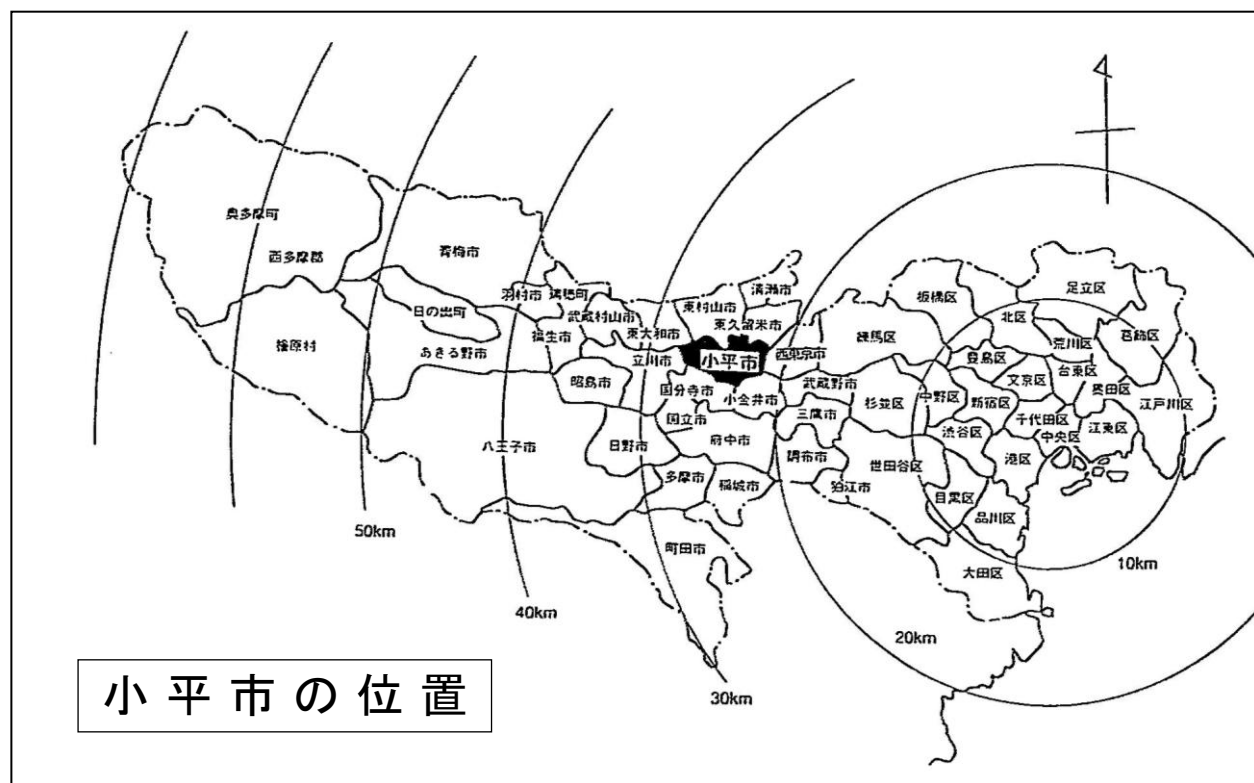 奥多摩町
西多摩郡
青梅市
檜原村
日の出町
あきる野市
羽村市
瑞穂町
福生市
武蔵村山市
東大和市
立川市
昭島市
八王子市
日野市
東村山市
清瀬市
東久留米市
小平市
西東京市
国分寺市
小金井市
国立市
府中市
多摩市
稲城市
町田市
武蔵野市
三鷹市
調布市
狛江市
練馬区
板橋区
北区
足立区
葛飾区
荒川区
豊島区
文京区
台東区
墨田区
江戸川区
杉並区
中野区
新宿区
千代田区
中央区
江東区
渋谷区
港区
世田谷区
目黒区
品川区
大田区
10km
20km
30km
40km
50km
小平市の位置